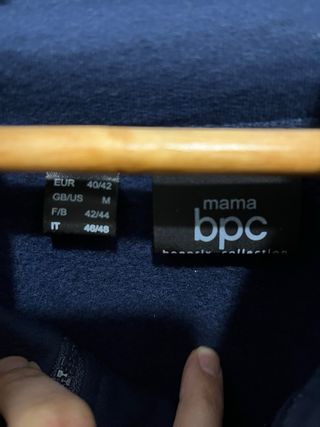 EUR 40/42
GB/US M
F/B 42/44
IT 46/48
mama
bpc
bonprix collection